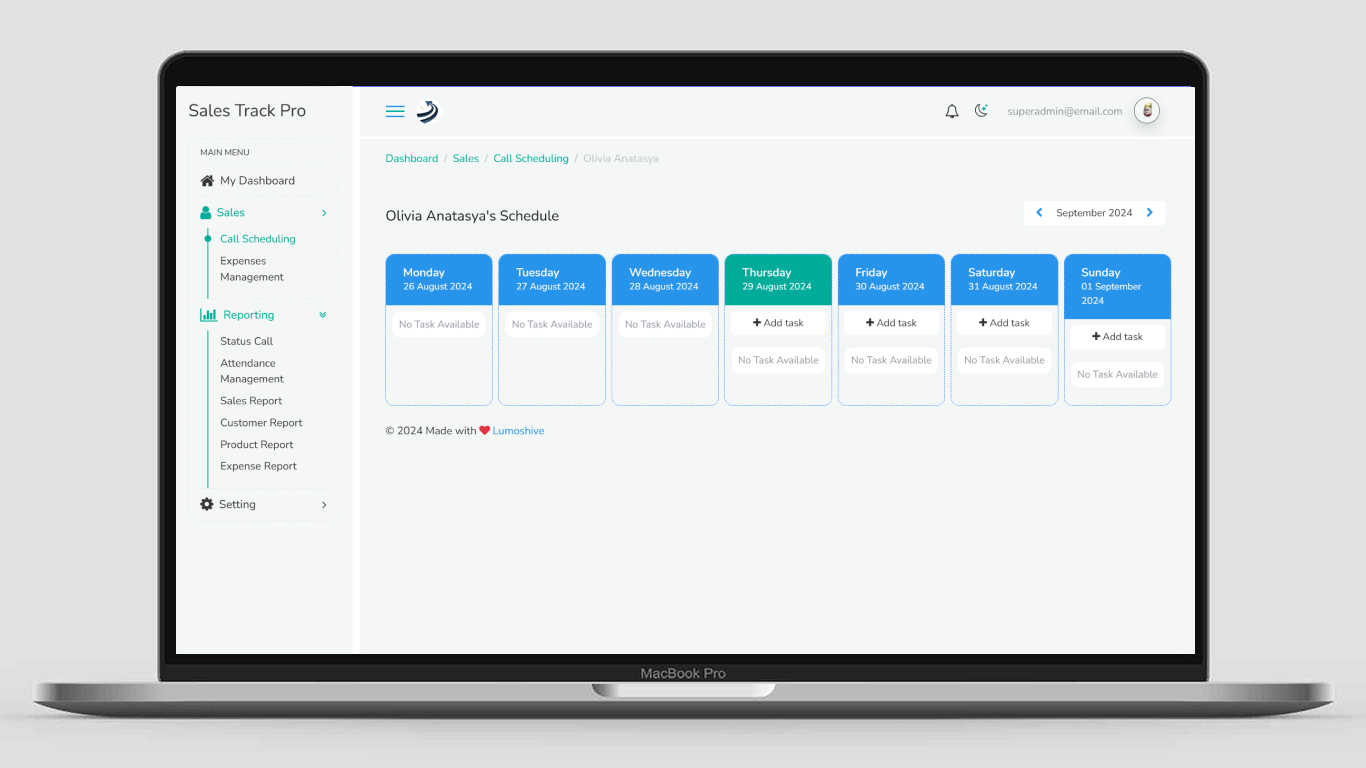 Sales Track Pro
MAIN MENU
My Dashboard
Sales
Call Scheduling
Expenses
Management
Reporting
Status Call
Attendance
Management
Sales Report
Customer Report
Product Report
Expense Report
Setting
superadmin@email.com
Dashboard / Sales / Call Scheduling / Olivia Anatasya
Olivia Anatasya's Schedule
September 2024
Monday
26 August 2024
No Task Available
Tuesday
27 August 2024
No Task Available
Wednesday
28 August 2024
No Task Available
Thursday
29 August 2024
+ Add task
No Task Available
Friday
30 August 2024
+ Add task
No Task Available
Saturday
31 August 2024
+ Add task
No Task Available
Sunday
01 September
2024
+ Add task
No Task Available
© 2024 Made with ❤ Lumoshive
MacBook Pro